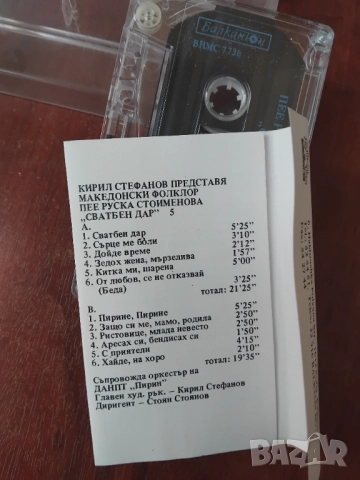 Балкантон
ВНМС 7238
КИРИЛ СТЕФАНОВ ПРЕДСТАВЯ
МАКЕДОНСКИ ФОЛКЛОР
ПЕЕ РУСКА СТОИМЕНОВА
„СВАТБЕН ДАР" 5
А.
1. Сватбен дар 5'25"
2. Сърце ме боли 3'10"
3. Дойде време 2'12"
4. Зедох жена, мързелива 1'57"
5. Китка ми, шарена 5'00"
6. От любов, се не отказвай
(Беда) 3'25"
тотал: 21'25"
В.
1. Пирине, Пирине 5'25"
2. Защо си ме, мамо, родила 2'50"
3. Ристовице, млада невесто 2'50"
4. Аресах си, бендисах си 1'50"
5. С приятели 4'15"
6. Хайде, на хоро 2'10"
тотал: 19'35"
Съпровожда оркестър на
ДАНПТ „Пирин"
Главен худ. рък. – Кирил Стефанов
Диригент – Стоян Стоянов
BAZAR